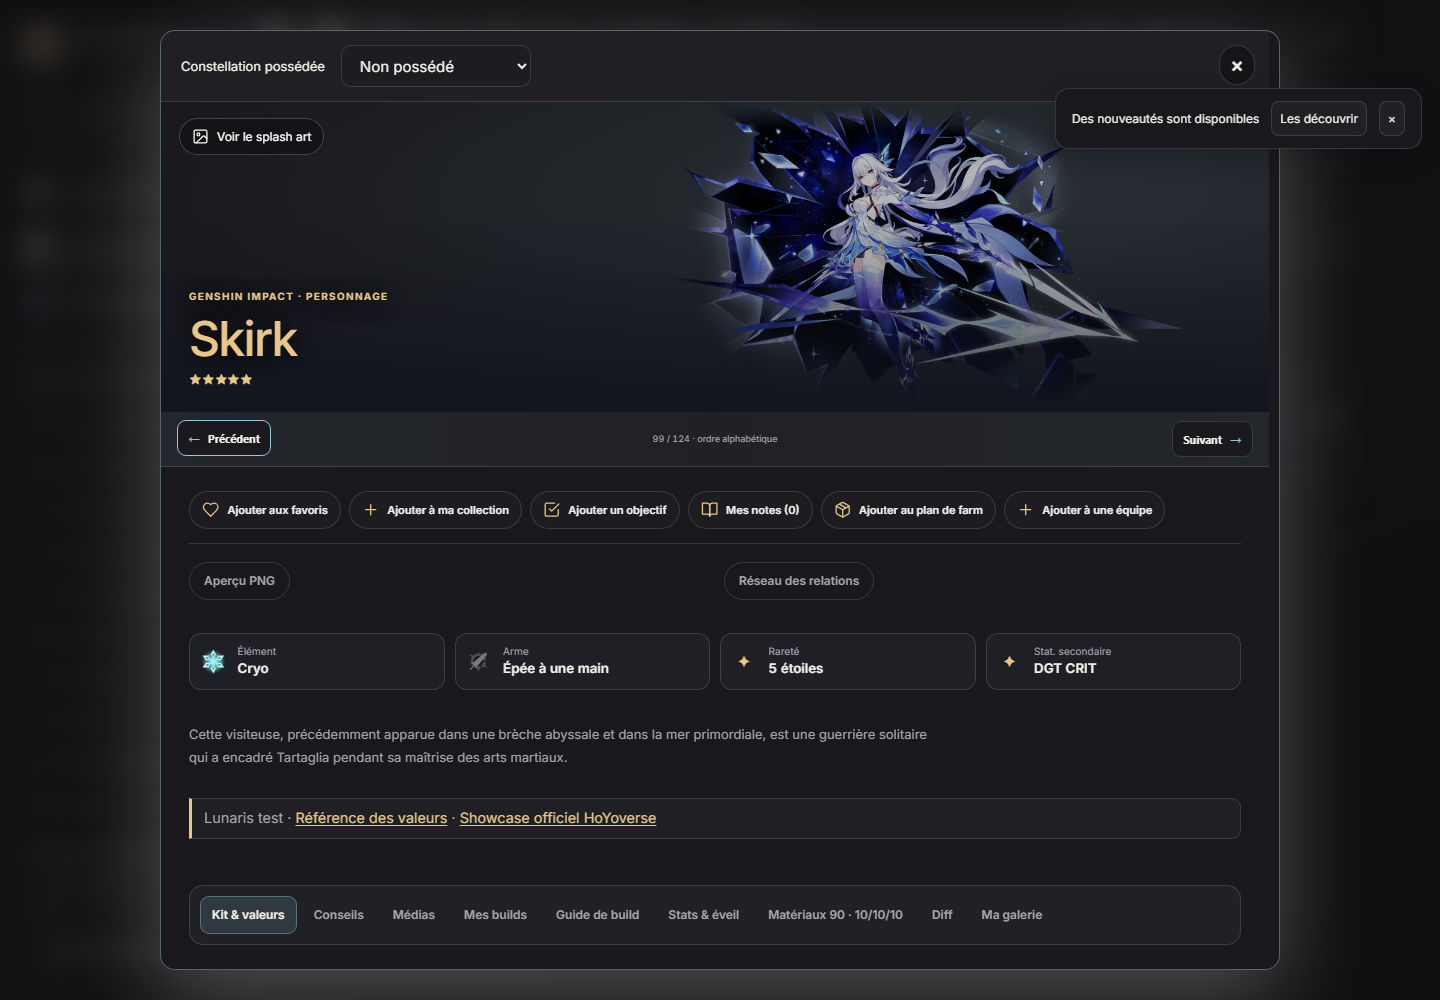 Constellation possédée
Non possédé
×
Des nouveautés sont disponibles
Les découvrir
×
Voir le splash art
GENSHIN IMPACT · PERSONNAGE
Skirk
★★★★★
← Précédent
99 / 124 · ordre alphabétique
Suivant →
Ajouter aux favoris
Ajouter à ma collection
Ajouter un objectif
Mes notes (0)
Ajouter au plan de farm
Ajouter à une équipe
Aperçu PNG
Réseau des relations
Élément
Cryo
Arme
Épée à une main
Rareté
5 étoiles
Stat. secondaire
DGT CRIT
Cette visiteuse, précédemment apparue dans une brèche abyssale et dans la mer primordiale, est une guerrière solitaire
qui a encadré Tartaglia pendant sa maîtrise des arts martiaux.
Lunaris test · Référence des valeurs · Showcase officiel HoYoverse
Kit & valeurs
Conseils
Médias
Mes builds
Guide de build
Stats & éveil
Matériaux 90 · 10/10/10
Diff
Ma galerie